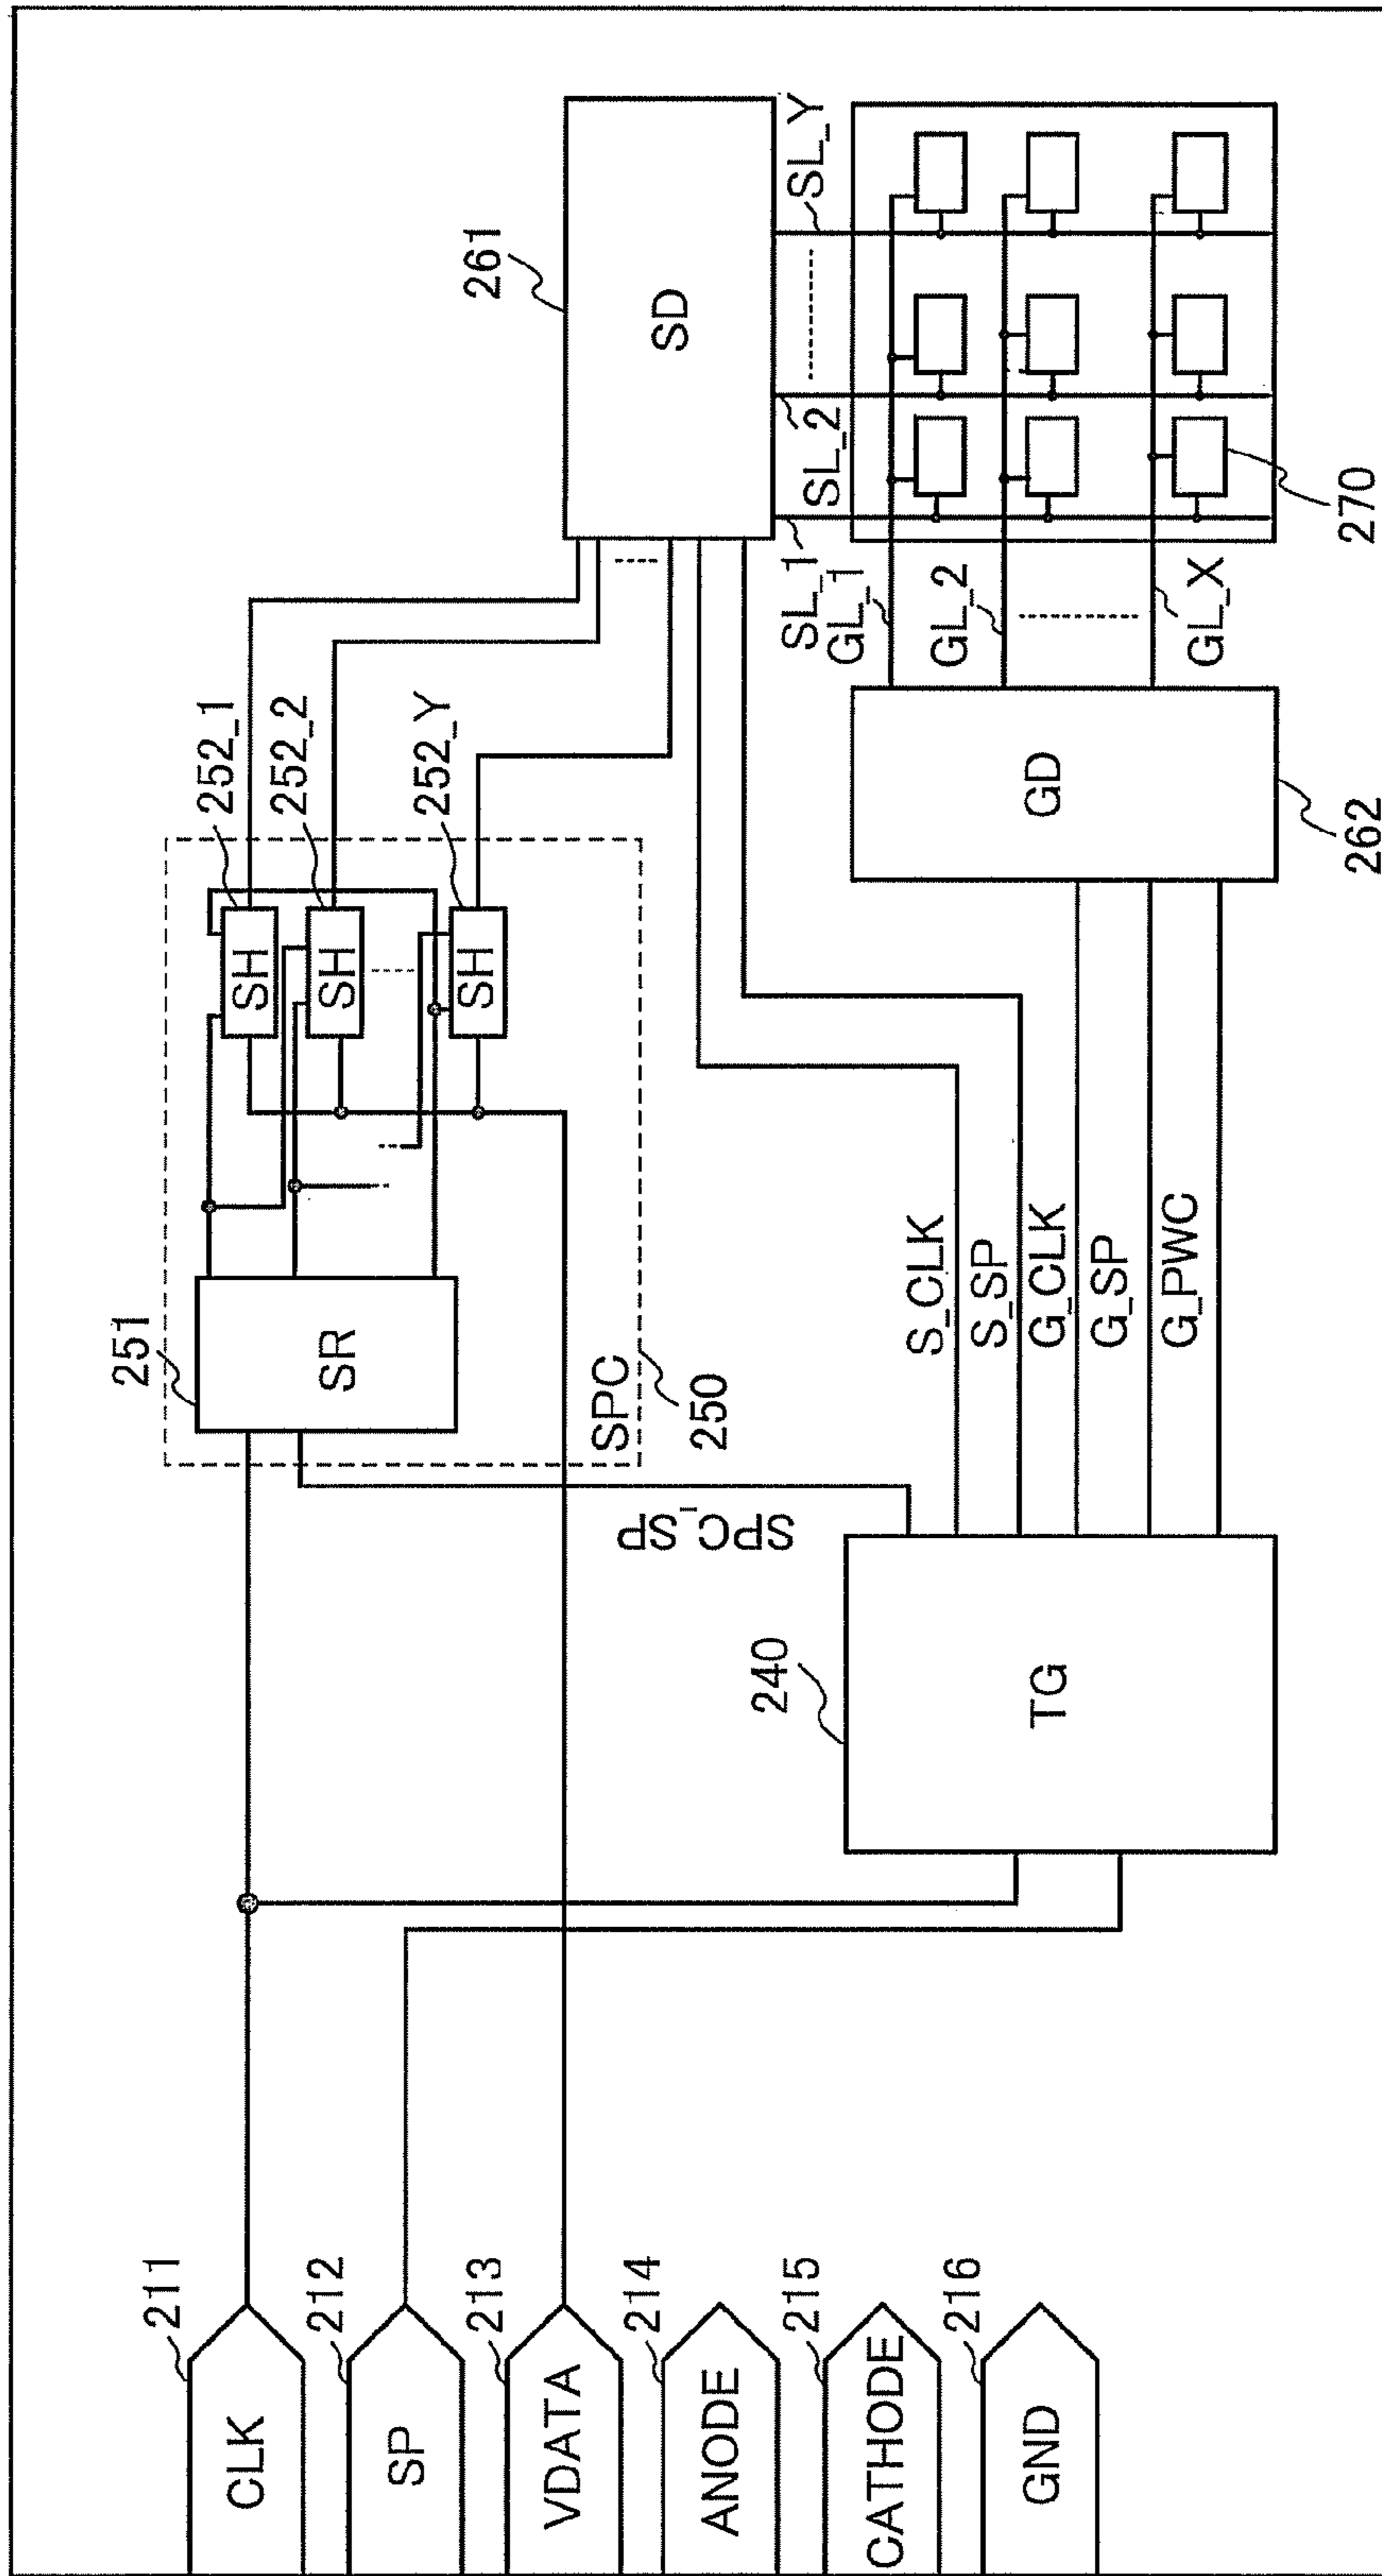 211
CLK
212
SP
213
VDATA
214
ANODE
215
CATHODE
216
GND
240
TG
SPC_SP
251
SR
SPC
250
252_1
SH
252_2
SH
252_Y
SH
S_CLK
S_SP
G_CLK
G_SP
G_PWC
261
SD
GD
262
SL_1
SL_2
SL_Y
GL_1
GL_2
GL_X
270